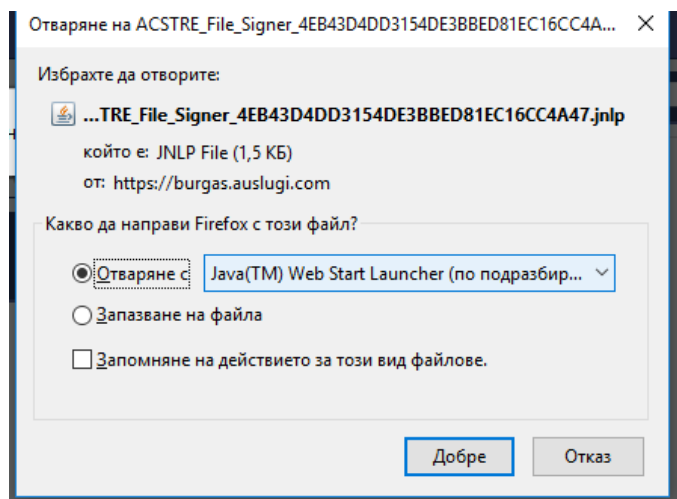 Отваряне на ACSTRE_File_Signer_4EB43D4DD3154DE3BBED81EC16CC4A...
Избрахте да отворите:
...TRE_File_Signer_4EB43D4DD3154DE3BBED81EC16CC4A47.jnlp
който е: JNLP File (1,5 КБ)
от: https://burgas.auslugi.com
Какво да направи Firefox с този файл?
Отваряне с Java(TM) Web Start Launcher (по подразбир...
Запазване на файла
Запомняне на действието за този вид файлове.
Добре Отказ